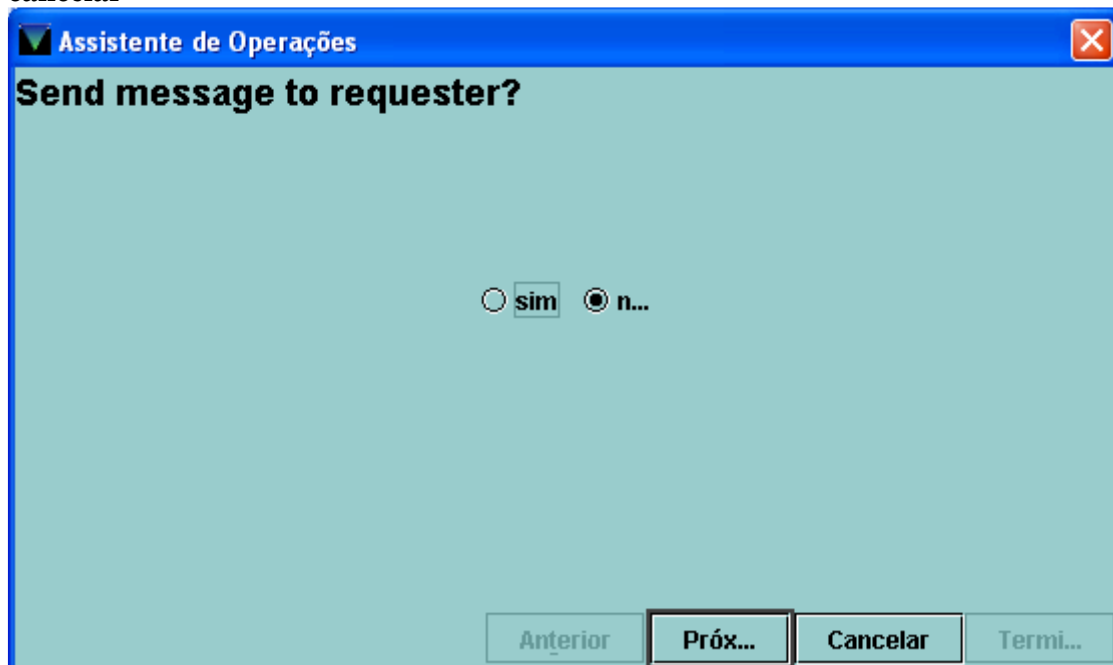 Assistente de Operações
Send message to requester?
sim n...
Anterior Próx... Cancelar Termi...